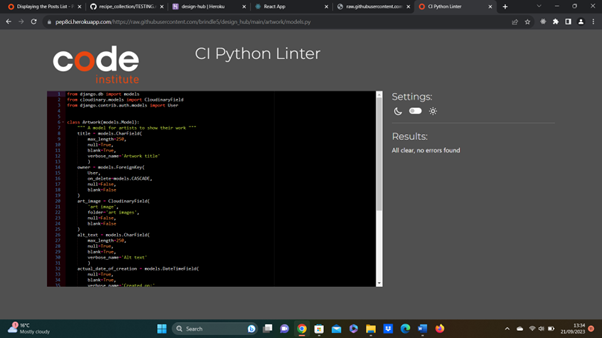 Displaying the Posts List - 7
recipe_collection/TESTING.
design-hub | Heroku
React App
raw.githubusercontent.com/brin
CI Python Linter
pep8ci.herokuapp.com/https://raw.githubusercontent.com/brindle5/design_hub/main/artwork/models.py
code
institute
CI Python Linter
1 from django.db import models
2 from cloudinary.models import CloudinaryField
3 from django.contrib.auth.models import User
4
5
6 class Artwork(models.Model):
7 """ A model for artists to show their work """
8 title = models.CharField(
9 max_length=250,
10 null=True,
11 blank=True,
12 verbose_name='Artwork title'
13 )
14 owner = models.ForeignKey(
15 User,
16 on_delete=models.CASCADE,
17 null=False,
18 blank=False
19 )
20 art_image = CloudinaryField(
21 'art image',
22 folder='art images',
23 null=False,
24 blank=False
25 )
26 alt_text = models.CharField(
27 max_length=250,
28 null=True,
29 blank=True,
30 verbose_name='Alt text'
31 )
32 actual_date_of_creation = models.DateTimeField(
33 null=True,
34 blank=True,
35 verbose_name='Created on:'
Settings:
Results:
All clear, no errors found
16°C
Mostly cloudy
Search
13:34
21/09/2023